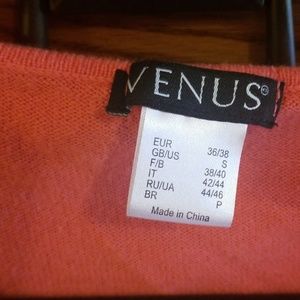 VENUS®
EUR 36/38
GB/US S
F/B 38/40
IT 42/44
RU/UA 44/46
BR P
Made in China